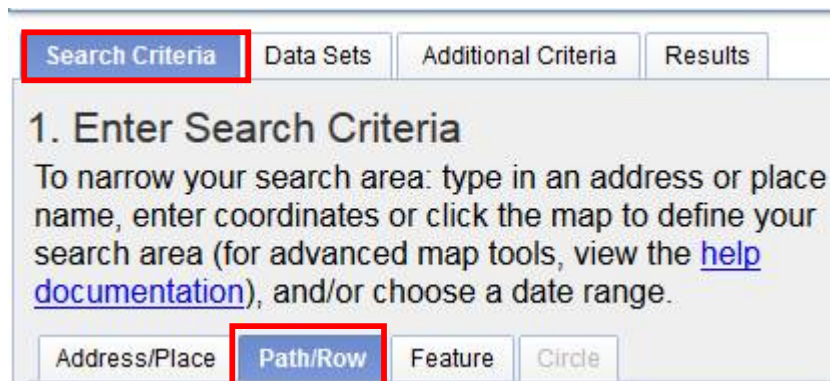 Search Criteria Data Sets Additional Criteria Results
1. Enter Search Criteria
To narrow your search area: type in an address or place
name, enter coordinates or click the map to define your
search area (for advanced map tools, view the help
documentation), and/or choose a date range.
Address/Place Path/Row Feature Circle